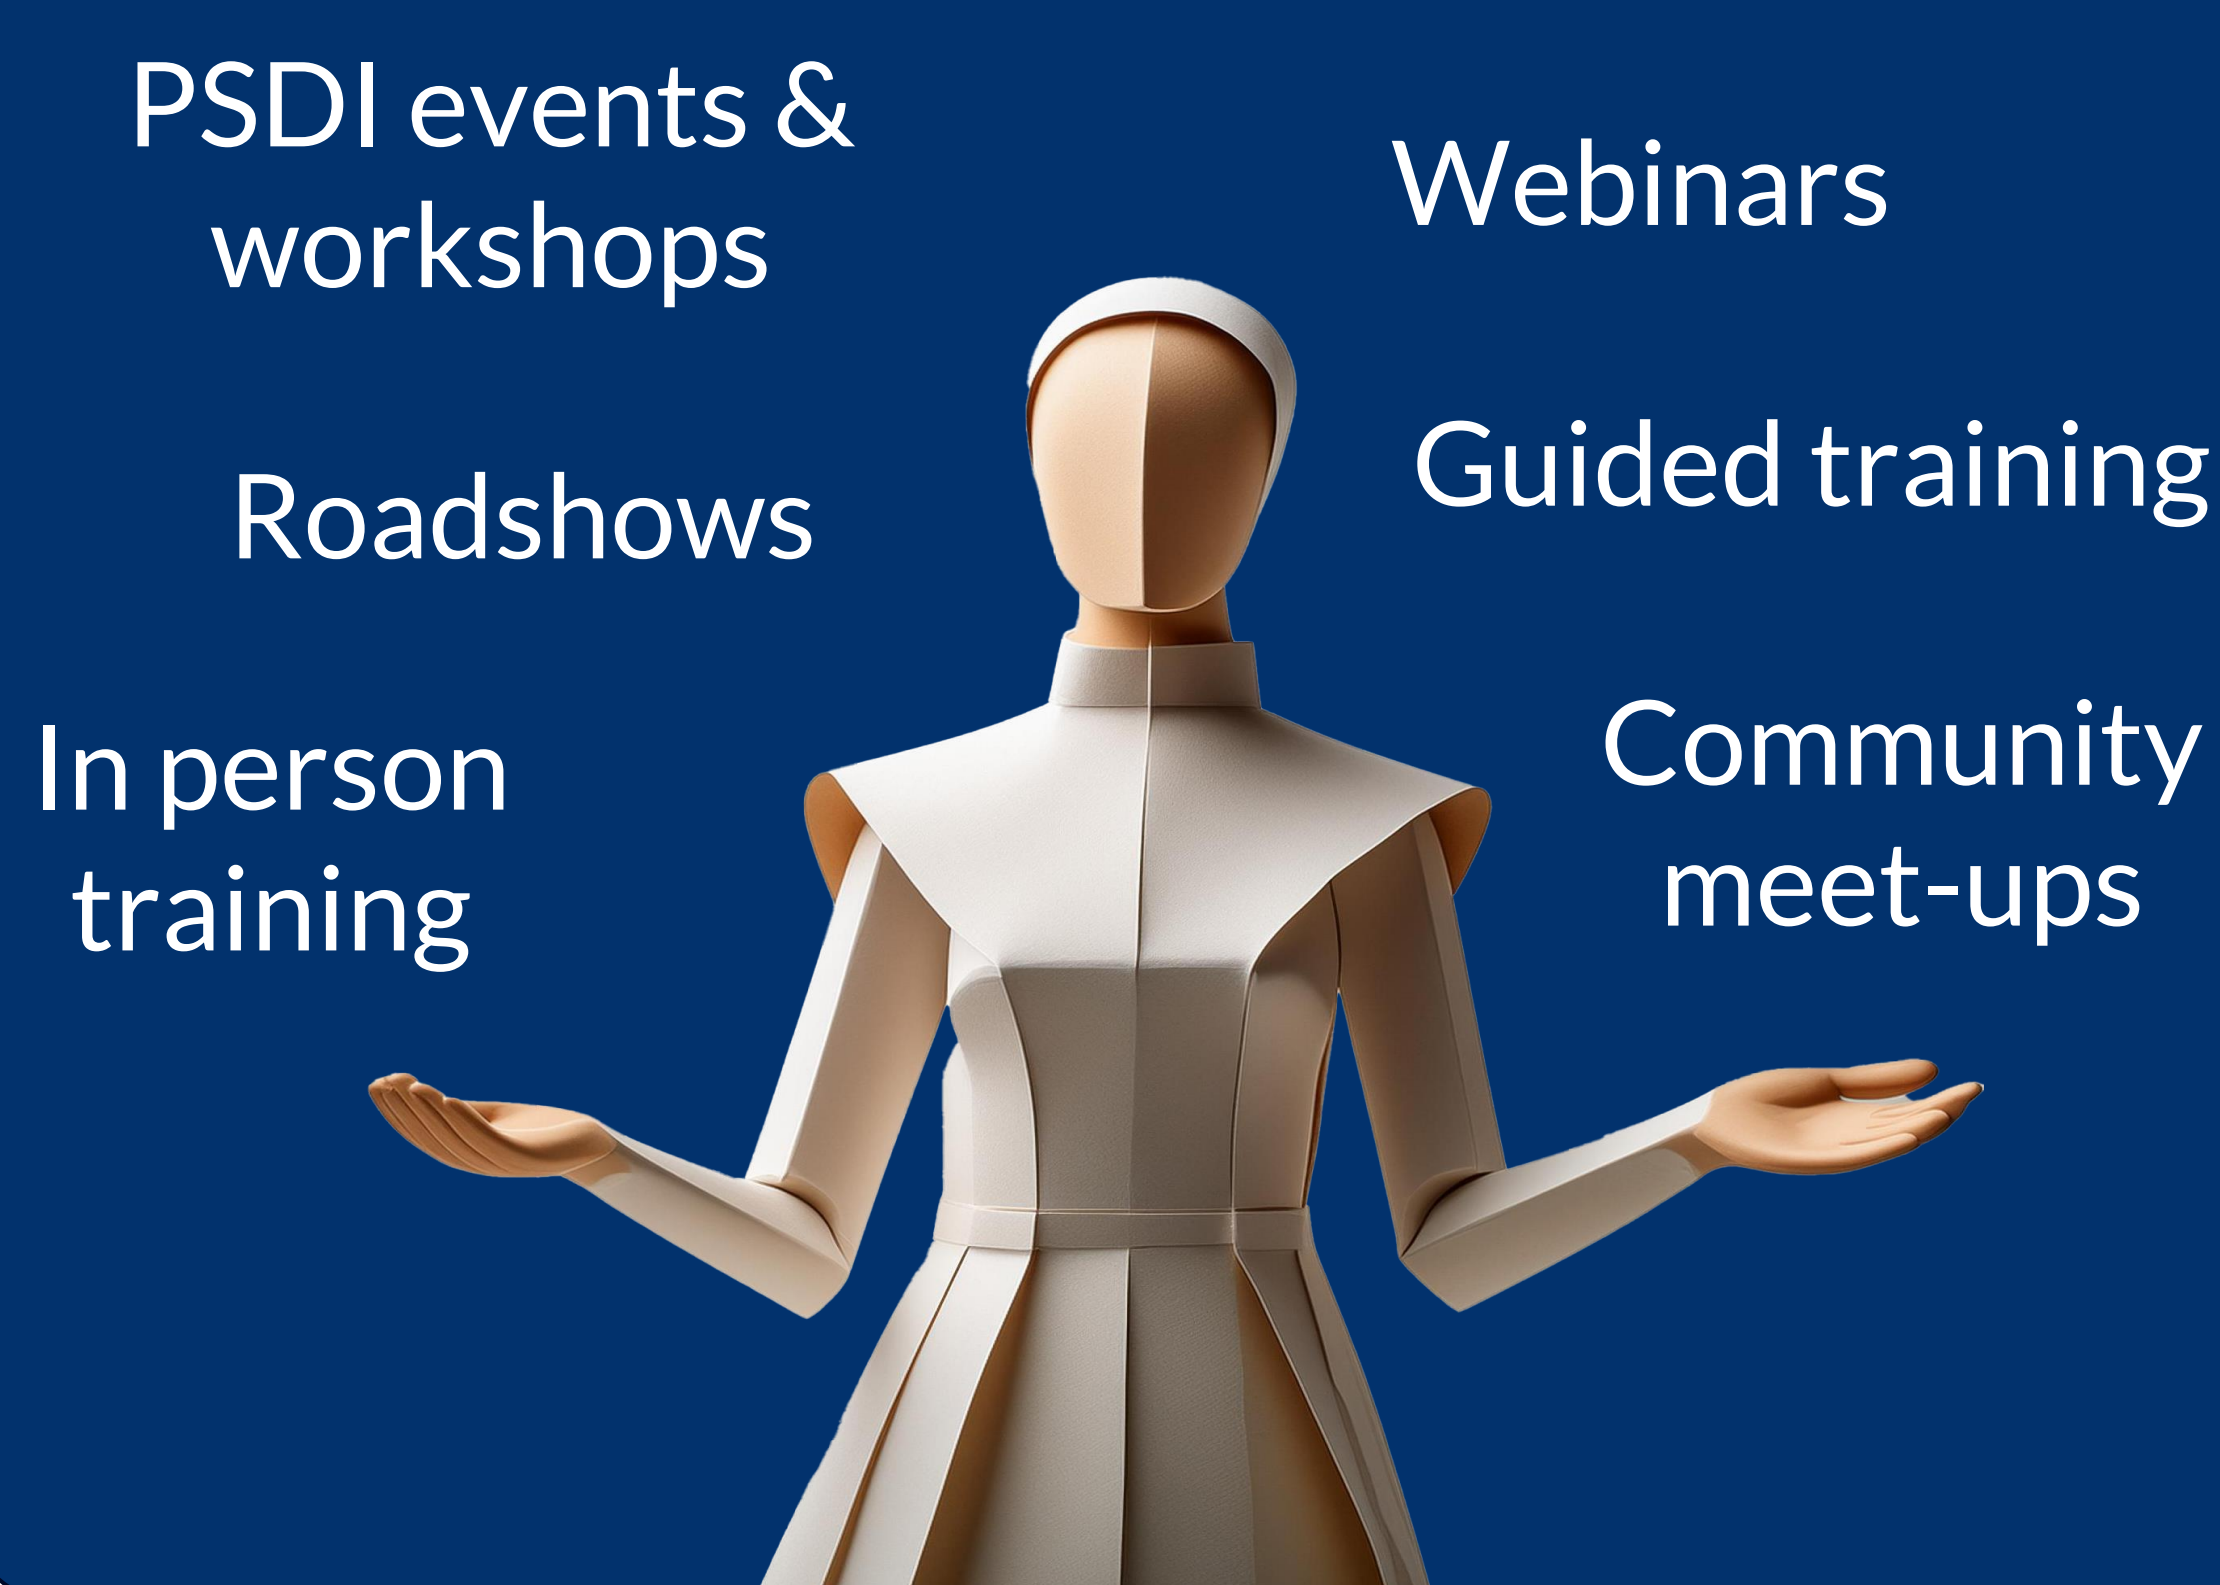 PSDI events &
workshops
Webinars
Roadshows
Guided training
In person
training
Community
meet-ups